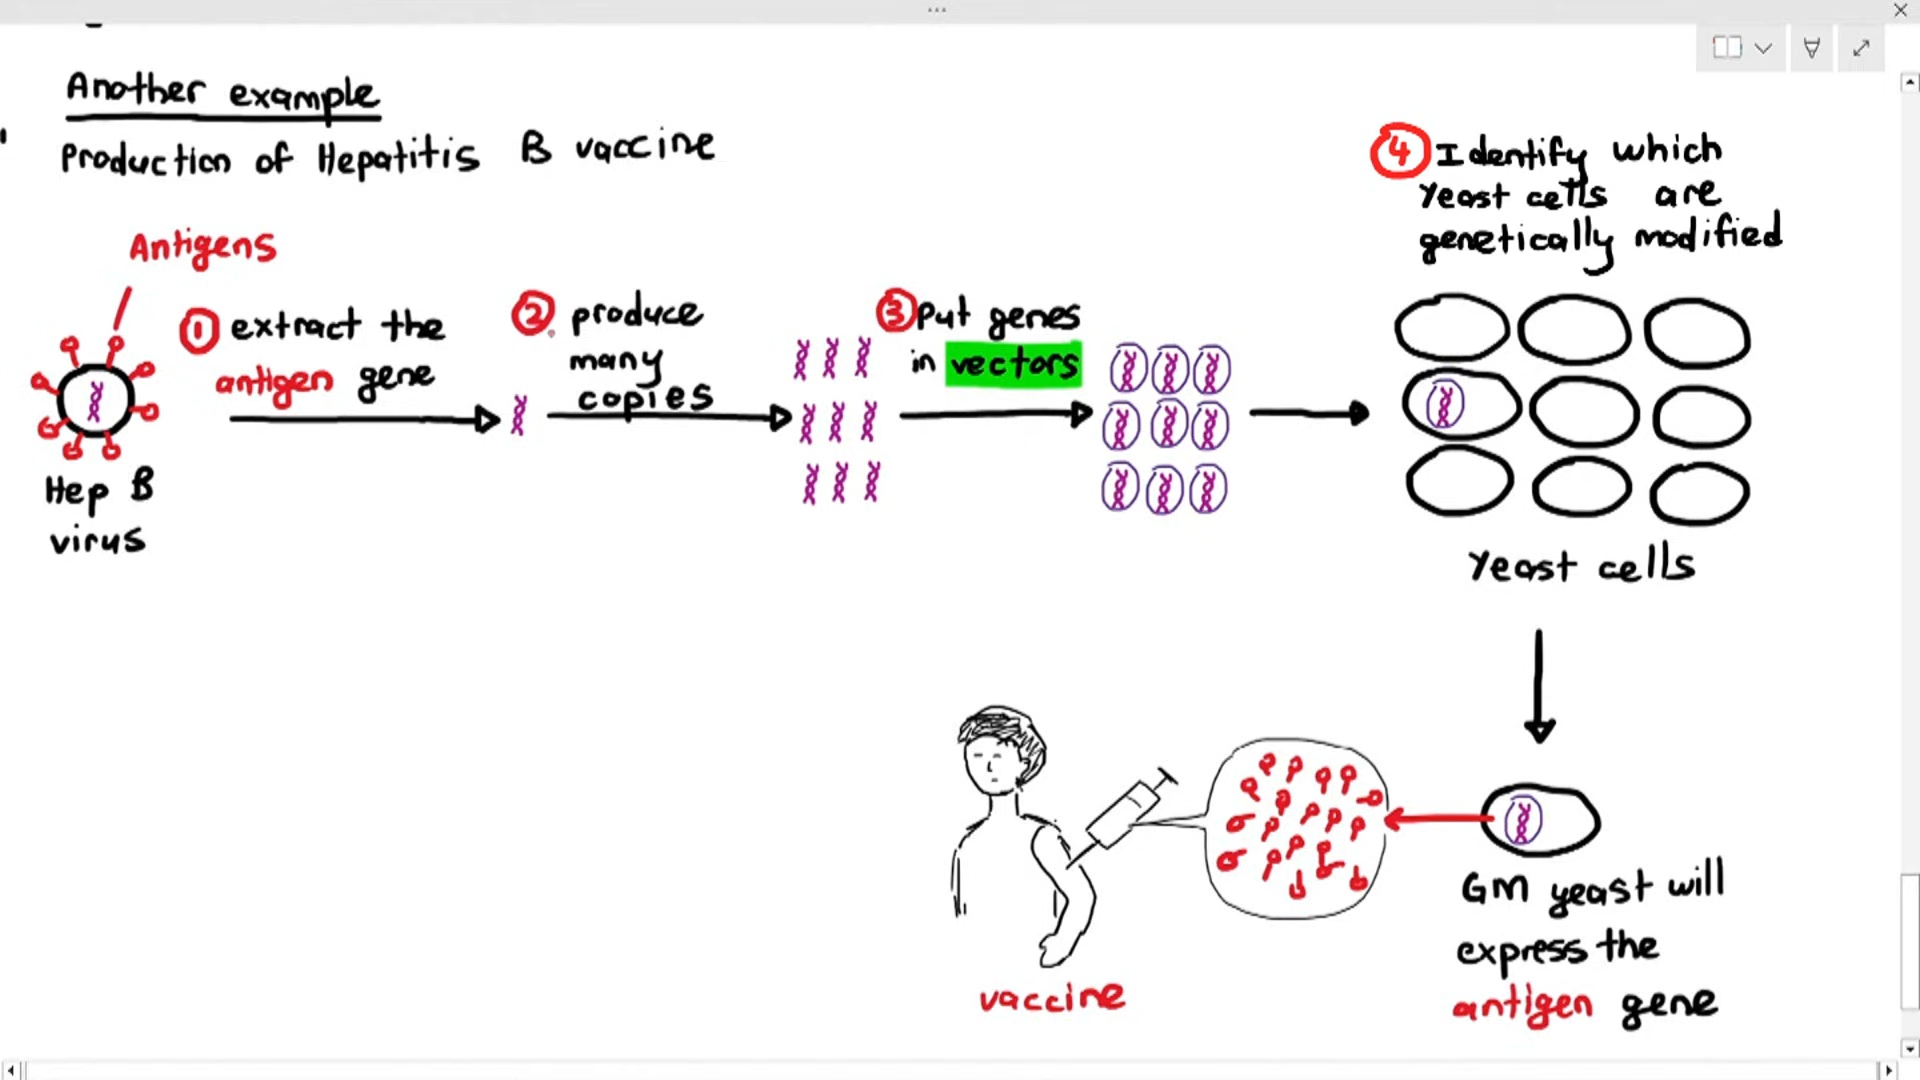 Another example
Production of Hepatitis B vaccine
Antigens
① extract the
antigen gene
② produce
many
copies
③ Put genes
in vectors
④ Identify which
yeast cells are
genetically modified
Hep B
virus
Yeast cells
GM yeast will
express the
antigen gene
vaccine